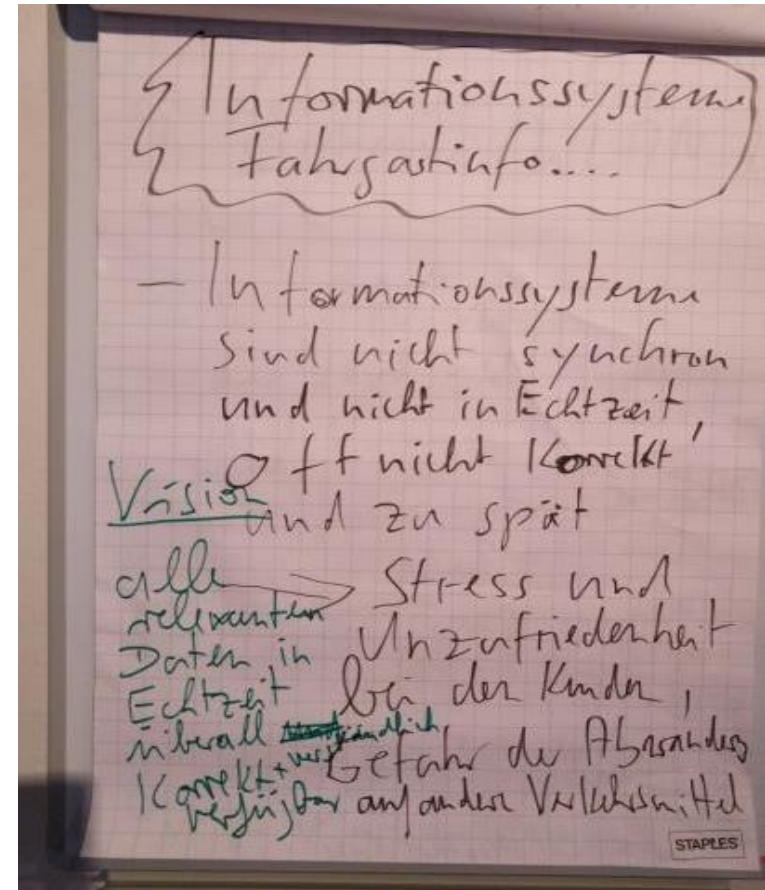 Informationssysteme
Fahrgastinfo....
- Informationssysteme
sind nicht synchron
und nicht in Echtzeit,
Oft nicht Korrekt
und zu spät
→ Stress und
Unzufriedenheit
bei den Kunden,
Gefahr der Abwanderg
auf andere Verkehrsmittel
Vision
alle
relevanten
Daten in
Echtzeit
überall
Korrekt + verständlich
verfügbar
STAPLES